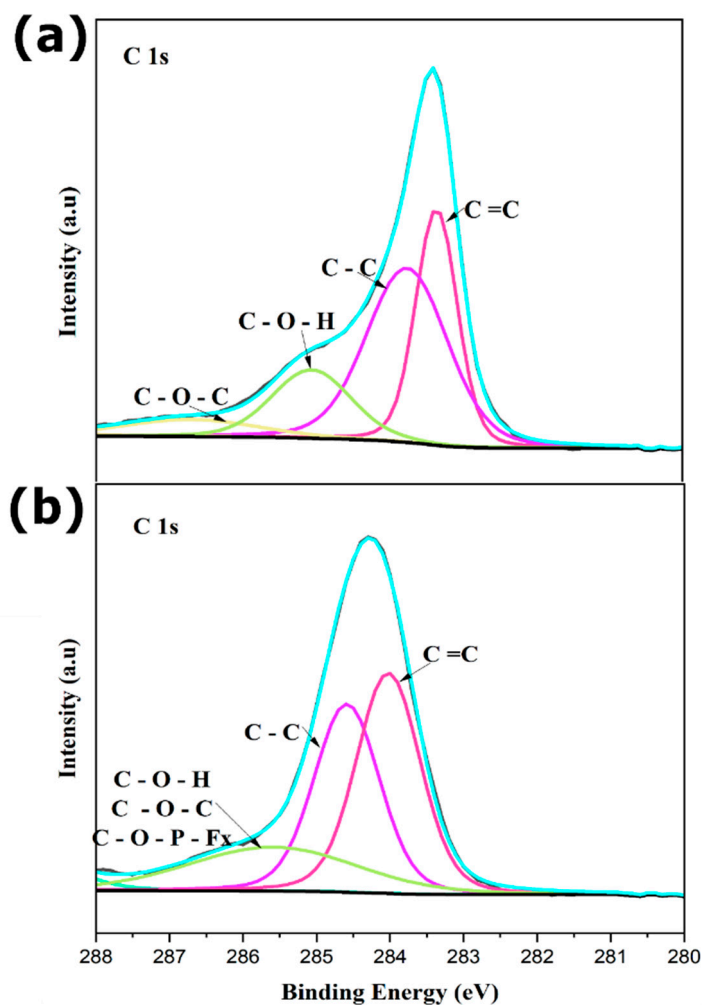 (a)
C 1s
C =C
C - C
C - O - H
C - O - C
Intensity (a.u)
(b)
C 1s
C =C
C - C
C - O - H
C - O - C
C - O - P - Fx
Intensity (a.u)
288 287 286 285 284 283 282 281 280
Binding Energy (eV)